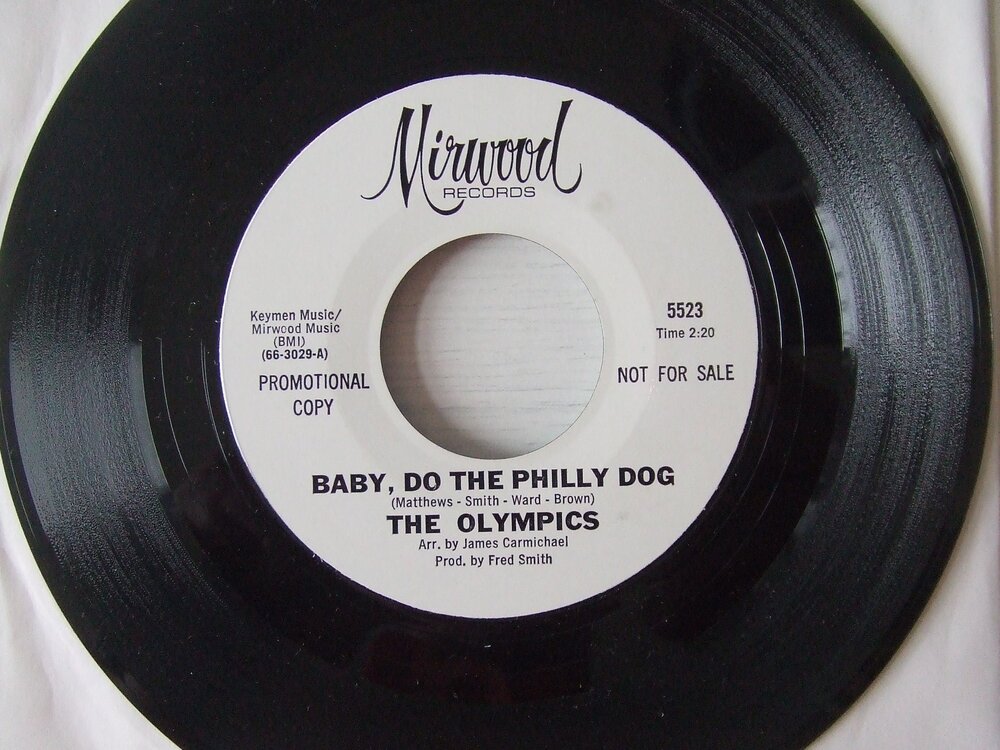 Mirwood
RECORDS
Keymen Music/
Mirwood Music
(BMI)
(66-3029-A)
PROMOTIONAL
COPY
5523
Time 2:20
NOT FOR SALE
BABY, DO THE PHILLY DOG
(Matthews - Smith - Ward - Brown)
THE OLYMPICS
Arr. by James Carmichael
Prod. by Fred Smith